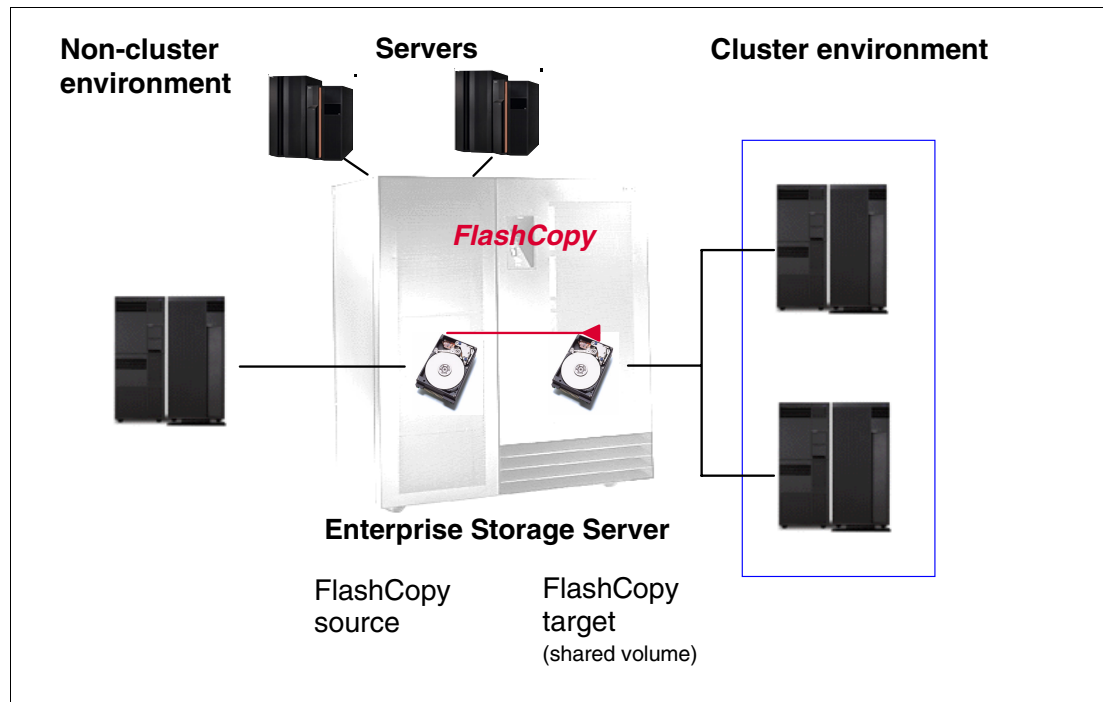 Non-cluster
environment
Servers
Cluster environment
FlashCopy
Enterprise Storage Server
FlashCopy
source
FlashCopy
target
(shared volume)